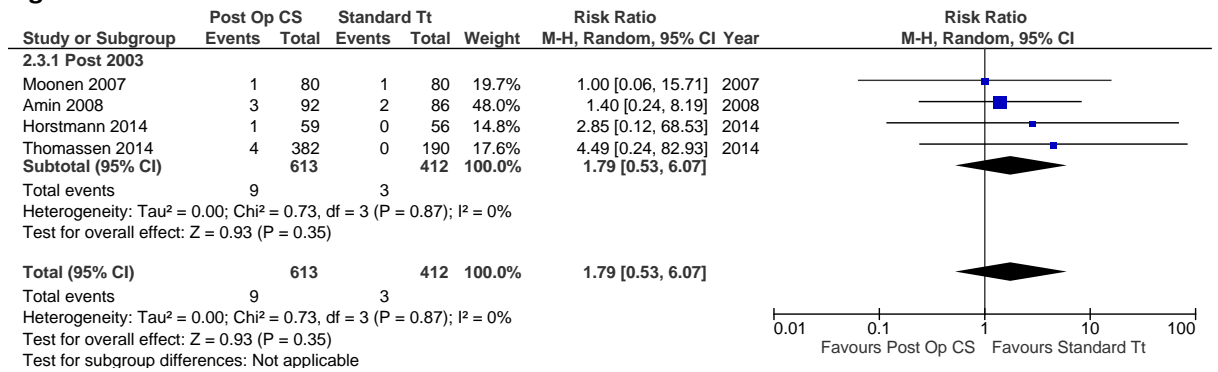 Post Op CS Standard Tt Risk Ratio Risk Ratio
Study or Subgroup Events Total Events Total Weight M-H, Random, 95% CI Year M-H, Random, 95% CI
2.3.1 Post 2003
Moonen 2007 1 80 1 80 19.7% 1.00 [0.06, 15.71] 2007
Amin 2008 3 92 2 86 48.0% 1.40 [0.24, 8.19] 2008
Horstmann 2014 1 59 0 56 14.8% 2.85 [0.12, 68.53] 2014
Thomassen 2014 4 382 0 190 17.6% 4.49 [0.24, 82.93] 2014
Subtotal (95% CI) 613 412 100.0% 1.79 [0.53, 6.07]
Total events 9 3
Heterogeneity: Tau² = 0.00; Chi² = 0.73, df = 3 (P = 0.87); I² = 0%
Test for overall effect: Z = 0.93 (P = 0.35)
Total (95% CI) 613 412 100.0% 1.79 [0.53, 6.07]
Total events 9 3
Heterogeneity: Tau² = 0.00; Chi² = 0.73, df = 3 (P = 0.87); I² = 0%
Test for overall effect: Z = 0.93 (P = 0.35)
Test for subgroup differences: Not applicable
0.01 0.1 1 10 100
Favours Post Op CS Favours Standard Tt